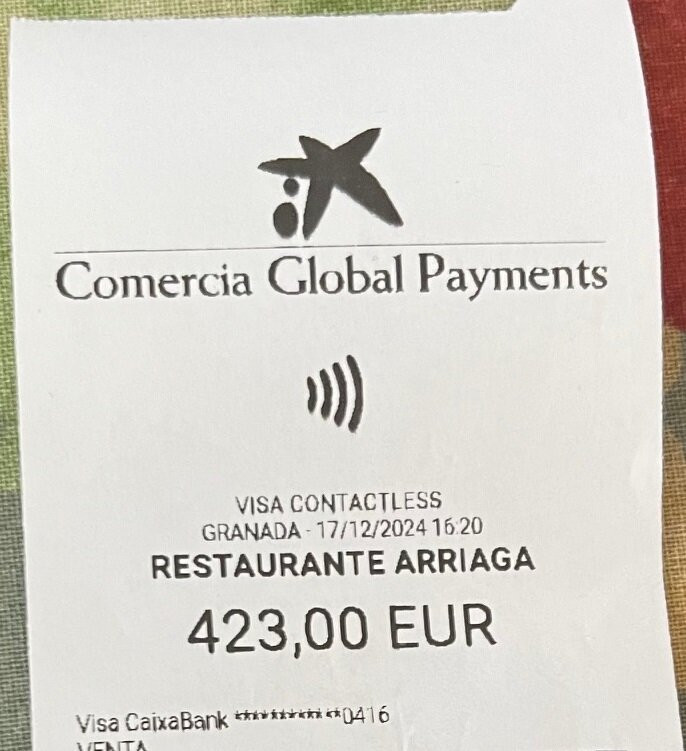 Comercia Global Payments
VISA CONTACTLESS
GRANADA - 17/12/2024 16:20
RESTAURANTE ARRIAGA
423,00 EUR
Visa CaixaBank ************0416
VENTA